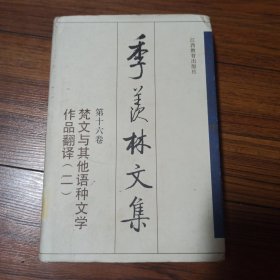 江西教育出版社
季羡林文集
第十六卷
梵文与其他语种文学
作品翻译(二)